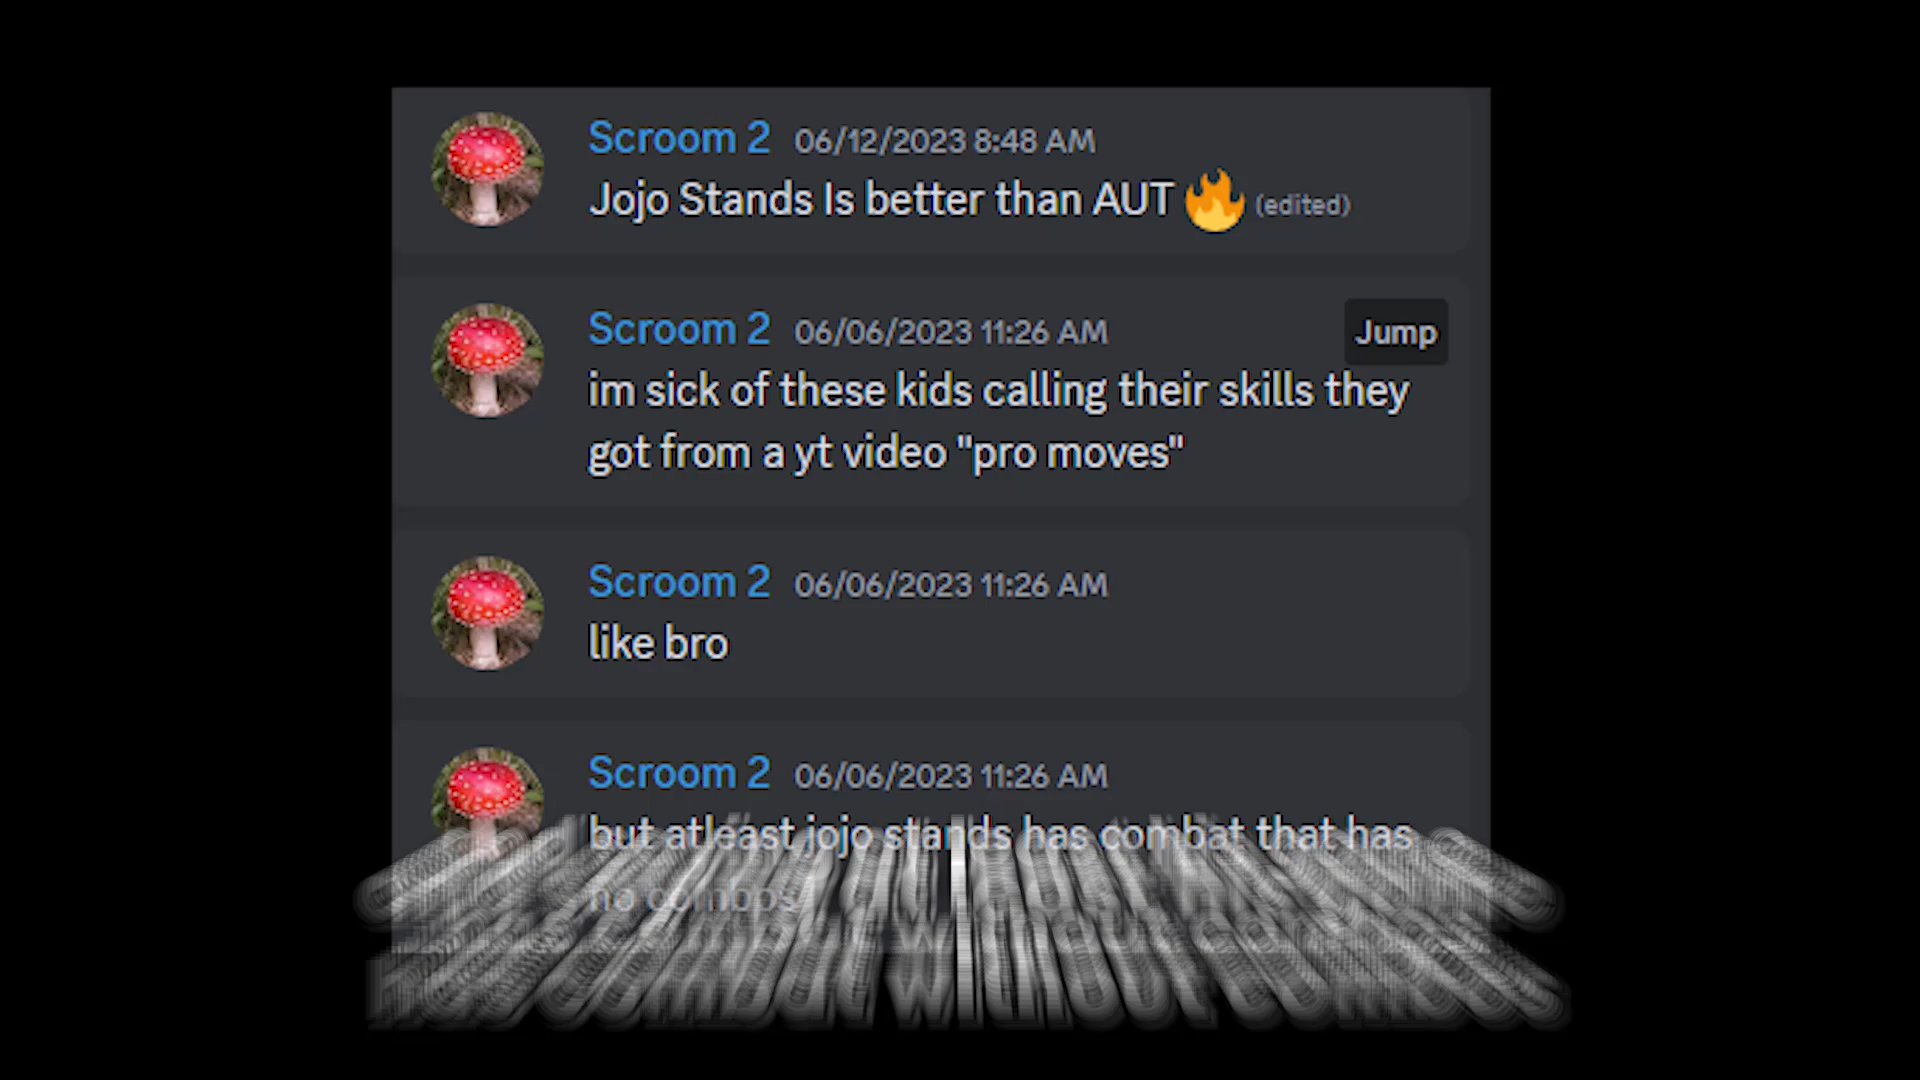 Scroom 2 06/12/2023 8:48 AM
Jojo Stands Is better than AUT 🔥 (edited)
Scroom 2 06/06/2023 11:26 AM
Jump
im sick of these kids calling their skills they
got from a yt video "pro moves"
Scroom 2 06/06/2023 11:26 AM
like bro
Scroom 2 06/06/2023 11:26 AM
but atleast jojo stands has combat that has
no combos